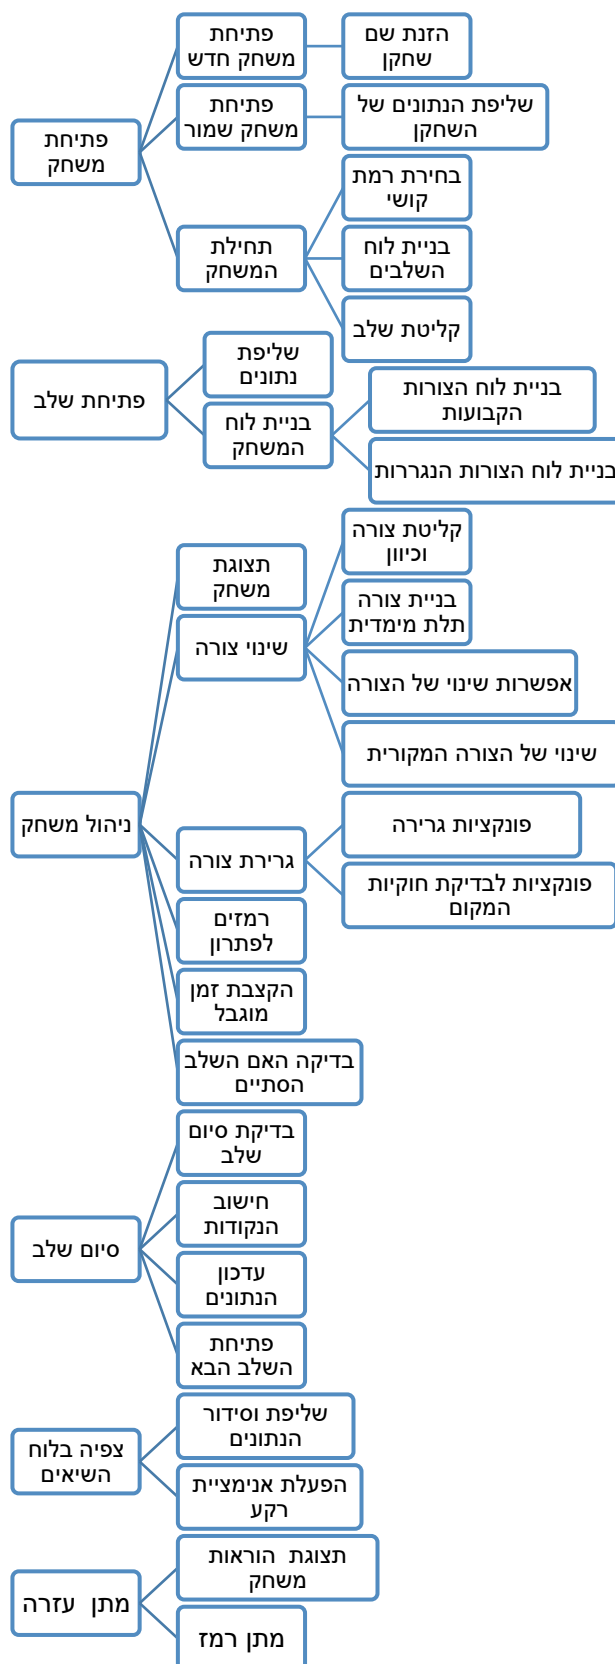 פתיחת
משחק
פתיחת
משחק חדש
הזנת שם
שחקן
פתיחת
משחק שמור
שליפת הנתונים של
השחקן
תחילת
המשחק
בחירת רמת
קושי
בניית לוח
השלבים
קליטת שלב
פתיחת שלב
שליפת
נתונים
בניית לוח
המשחק
בניית לוח הצורות
הקבועות
בניית לוח הצורות הנגררות
ניהול משחק
תצוגת
משחק
שינוי צורה
קליטת צורה
וכיוון
בניית צורה
תלת מימדית
אפשרות שינוי של הצורה
שינוי של הצורה המקורית
גרירת צורה
פונקציות גרירה
פונקציות לבדיקת חוקיות
המקום
רמזים
לפתרון
הקצבת זמן
מוגבל
בדיקה האם השלב
הסתיים
סיום שלב
בדיקת סיום
שלב
חישוב
הנקודות
עדכון
הנתונים
פתיחת
השלב הבא
צפיה בלוח
השיאים
שליפת וסידור
הנתונים
הפעלת אנימציית
רקע
מתן עזרה
תצוגת הוראות
משחק
מתן רמז